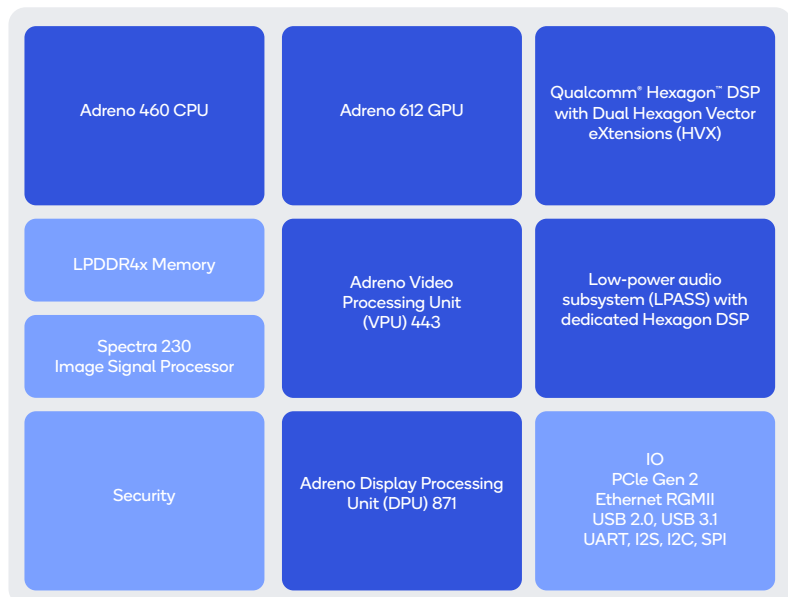 Adreno 460 CPU
Adreno 612 GPU
Qualcomm® Hexagon™ DSP
with Dual Hexagon Vector
eXtensions (HVX)
LPDDR4x Memory
Spectra 230
Image Signal Processor
Adreno Video
Processing Unit
(VPU) 443
Low-power audio
subsystem (LPASS) with
dedicated Hexagon DSP
Security
Adreno Display Processing
Unit (DPU) 871
IO
PCle Gen 2
Ethernet RGMII
USB 2.0, USB 3.1
UART, I2S, I2C, SPI